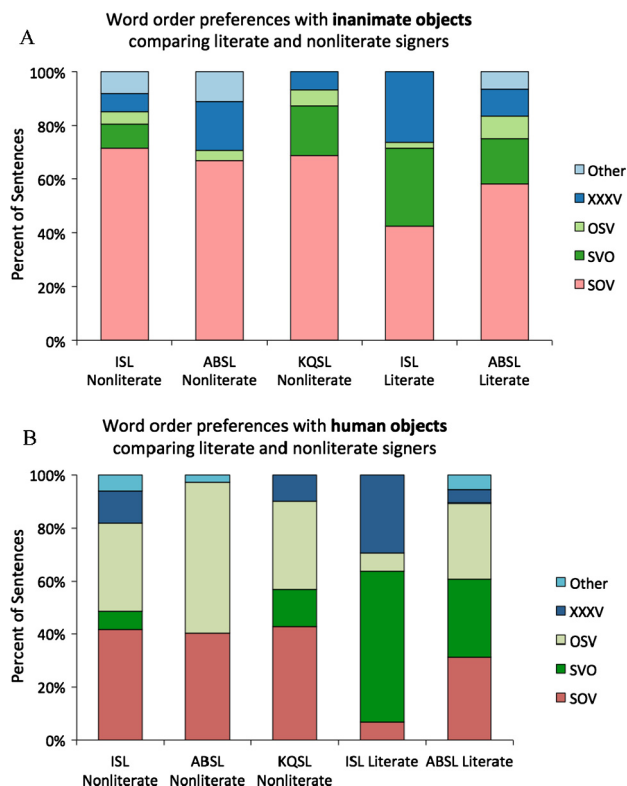 A
Word order preferences with inanimate objects
comparing literate and nonliterate signers
Percent of Sentences
100%
80%
60%
40%
20%
0%
ISL Nonliterate
ABSL Nonliterate
KQSL Nonliterate
ISL Literate
ABSL Literate
Other
XXXV
OSV
SVO
SOV
B
Word order preferences with human objects
comparing literate and nonliterate signers
Percent of Sentences
100%
80%
60%
40%
20%
0%
ISL Nonliterate
ABSL Nonliterate
KQSL Nonliterate
ISL Literate
ABSL Literate
Other
XXXV
OSV
SVO
SOV